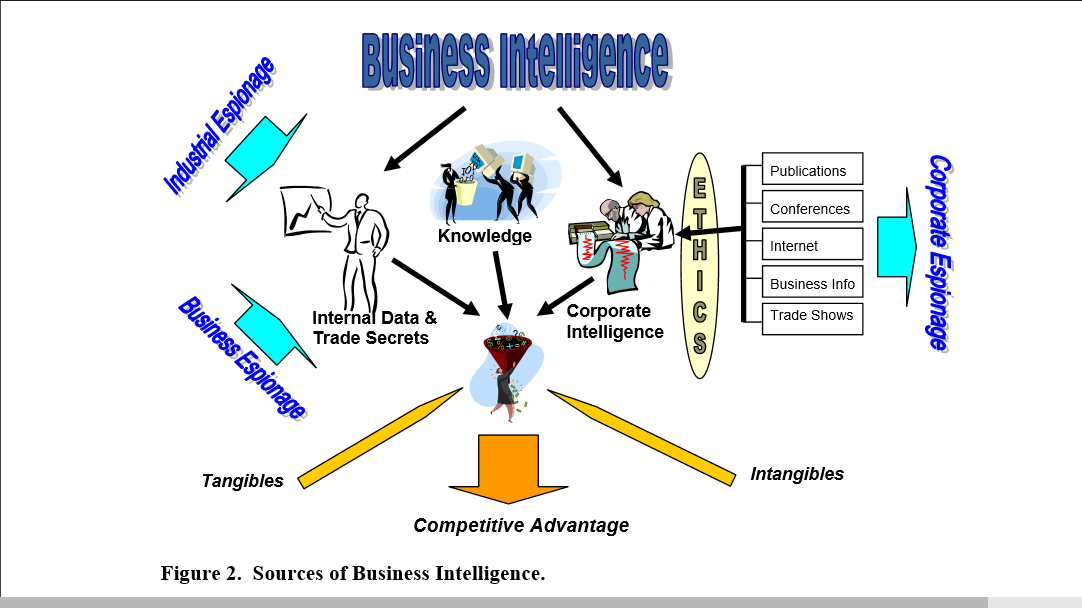 Business Intelligence
Industrial Espionage
Knowledge
Internal Data &
Trade Secrets
Corporate
Intelligence
ETHICS
Publications
Conferences
Internet
Business Info
Trade Shows
Corporate Espionage
Business Espionage
Tangibles
Intangibles
Competitive Advantage
Figure 2.  Sources of Business Intelligence.